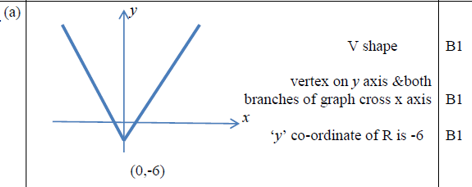 (a)
y
V shape B1
vertex on y axis &both
branches of graph cross x axis B1
x
'y' co-ordinate of R is -6 B1
(0,-6)